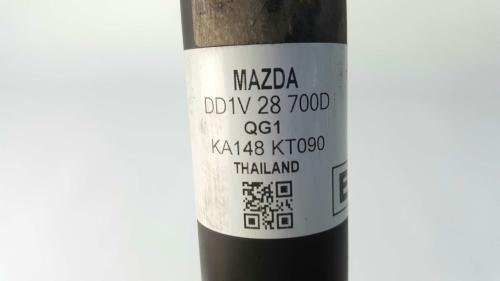 MAZDA
DD1V 28 700D
QG1
KA148 KT090
THAILAND